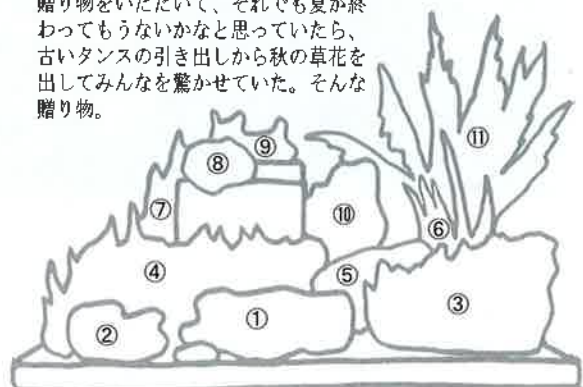 贈り物をいただいて、それでも夏が終
わってもうないかなと思っていたら、
古いタンスの引き出しから秋の草花を
出してみんなを驚かせていた。そんな
贈り物。
⑪
⑨
⑧
⑦
⑩
⑥
④
⑤
③
①
②